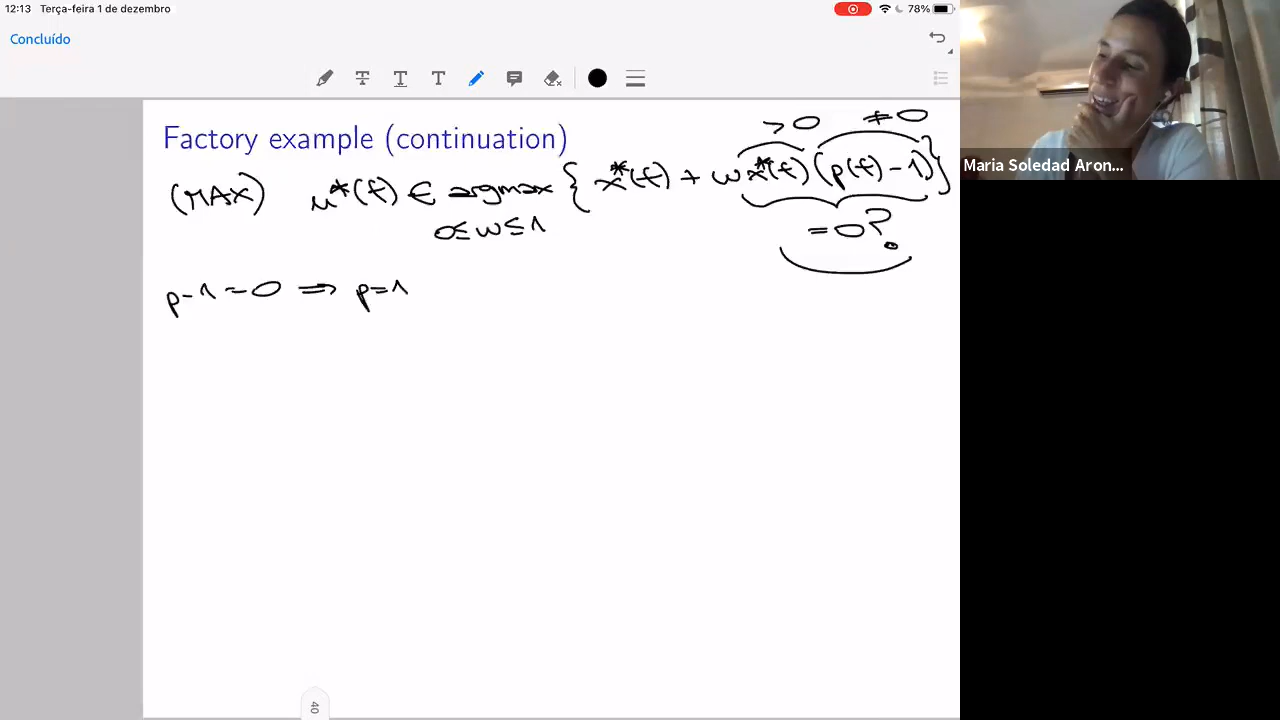 12:13 Terça-feira 1 de dezembro 78%
Concluído
Factory example (continuation)
> 0 ≠ 0
(MAX) u*(t) ∈ argmax { x*(t) + w x*(t) (p(t) - 1) }
0 ≤ w ≤ 1 = 0?
p - 1 = 0 ⇒ p = 1
Maria Soledad Aron...
40